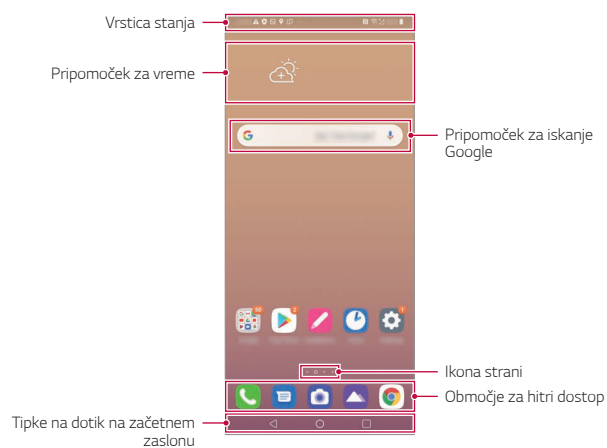 Vrstica stanja
Pripomoček za vreme
Pripomoček za iskanje
Google
Ikona strani
Območje za hitri dostop
Tipke na dotik na začetnem
zaslonu